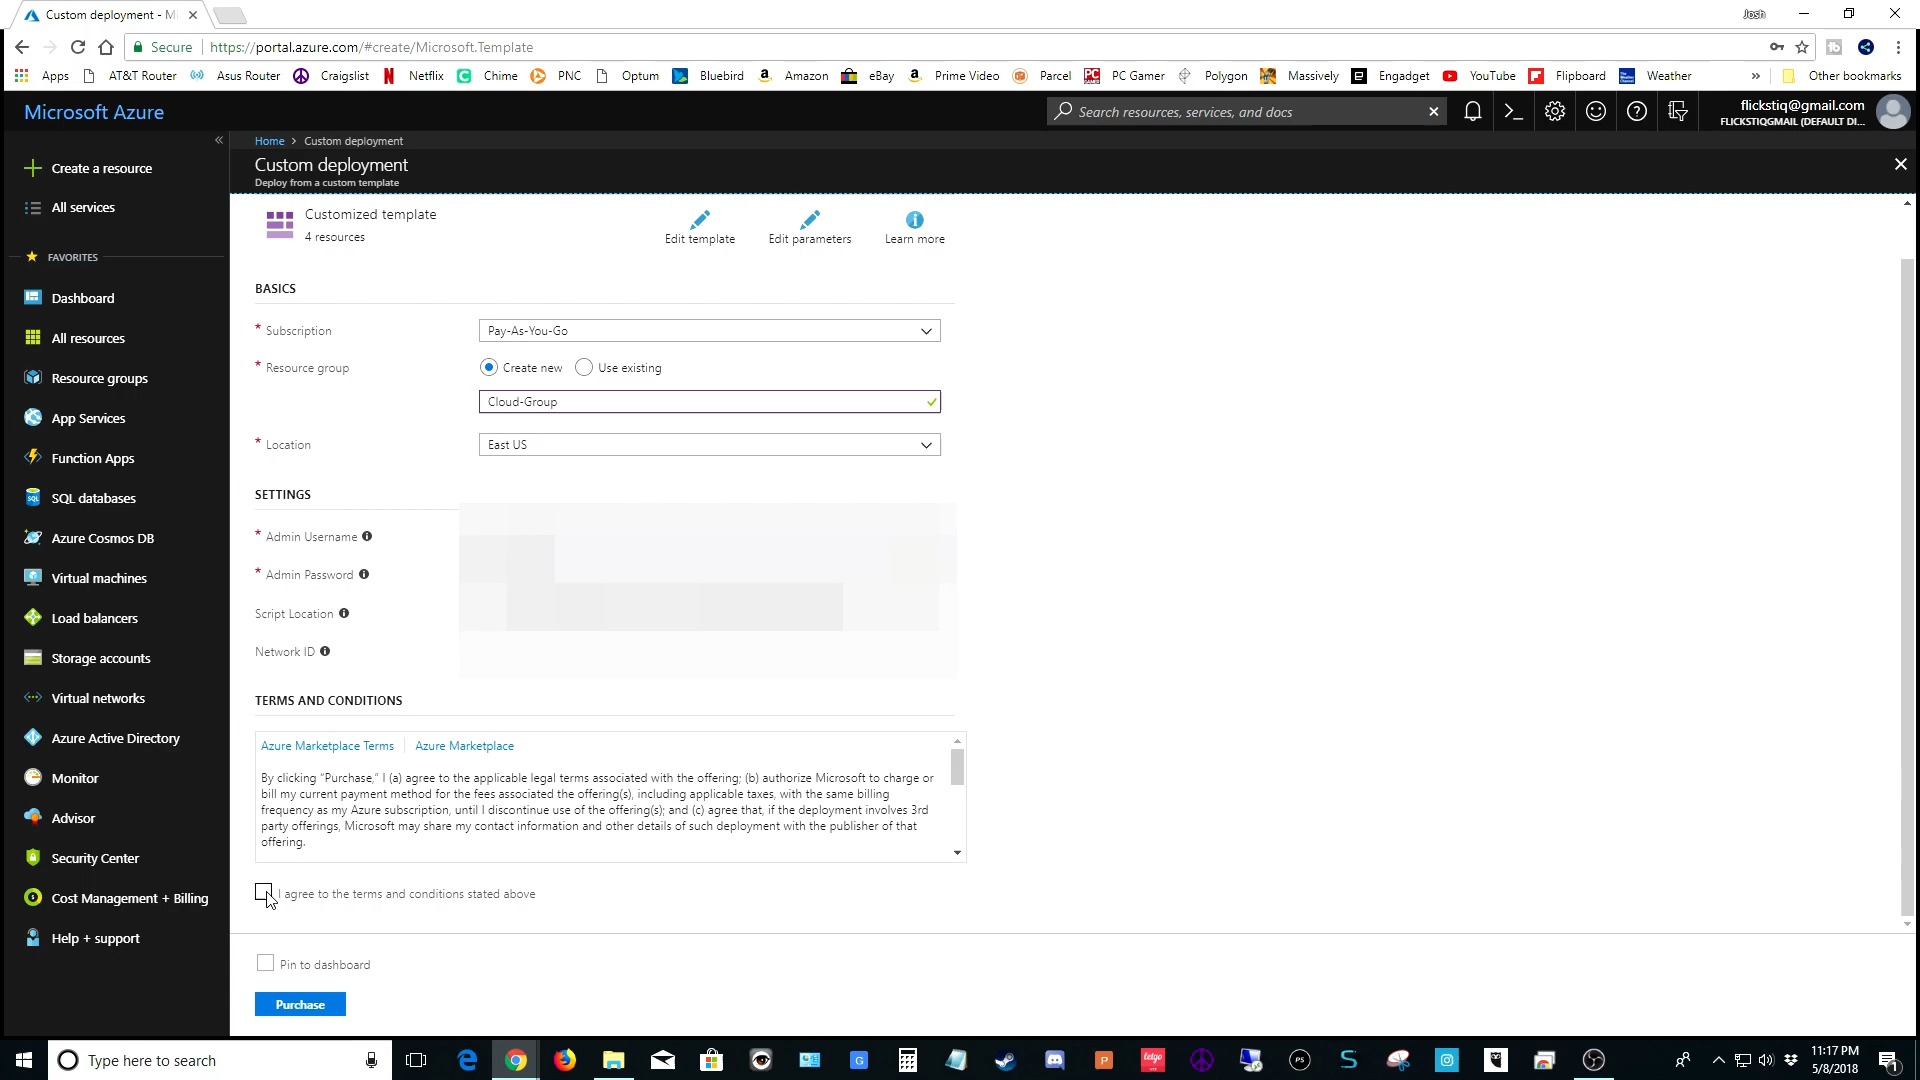 Custom deployment - Mi
Josh
Secure
https://portal.azure.com/#create/Microsoft.Template
Apps
AT&T Router
Asus Router
Craigslist
Netflix
Chime
PNC
Optum
Bluebird
Amazon
eBay
Prime Video
Parcel
PC Gamer
Polygon
Massively
Engadget
YouTube
Flipboard
Weather
Other bookmarks
Microsoft Azure
Search resources, services, and docs
flickstiq@gmail.com
FLICKSTIQGMAIL (DEFAULT DI...
Home > Custom deployment
Custom deployment
Deploy from a custom template
Create a resource
All services
FAVORITES
Dashboard
All resources
Resource groups
App Services
Function Apps
SQL databases
Azure Cosmos DB
Virtual machines
Load balancers
Storage accounts
Virtual networks
Azure Active Directory
Monitor
Advisor
Security Center
Cost Management + Billing
Help + support
Customized template
4 resources
Edit template
Edit parameters
Learn more
BASICS
* Subscription
Pay-As-You-Go
* Resource group
Create new
Use existing
Cloud-Group
* Location
East US
SETTINGS
* Admin Username
* Admin Password
Script Location
Network ID
TERMS AND CONDITIONS
Azure Marketplace Terms
Azure Marketplace
By clicking "Purchase," I (a) agree to the applicable legal terms associated with the offering; (b) authorize Microsoft to charge or
bill my current payment method for the fees associated the offering(s), including applicable taxes, with the same billing
frequency as my Azure subscription, until I discontinue use of the offering(s); and (c) agree that, if the deployment involves 3rd
party offerings, Microsoft may share my contact information and other details of such deployment with the publisher of that
offering.
I agree to the terms and conditions stated above
Pin to dashboard
Purchase
Type here to search
letgo
11:17 PM
5/8/2018
1